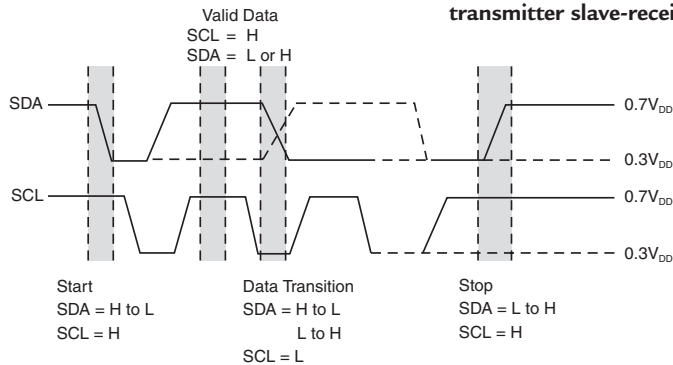 transmitter slave-recei
Valid Data
SCL = H
SDA = L or H
SDA
0.7VDD
0.3VDD
SCL
0.7VDD
0.3VDD
Start
SDA = H to L
SCL = H
Data Transition
SDA = H to L
L to H
SCL = L
Stop
SDA = L to H
SCL = H